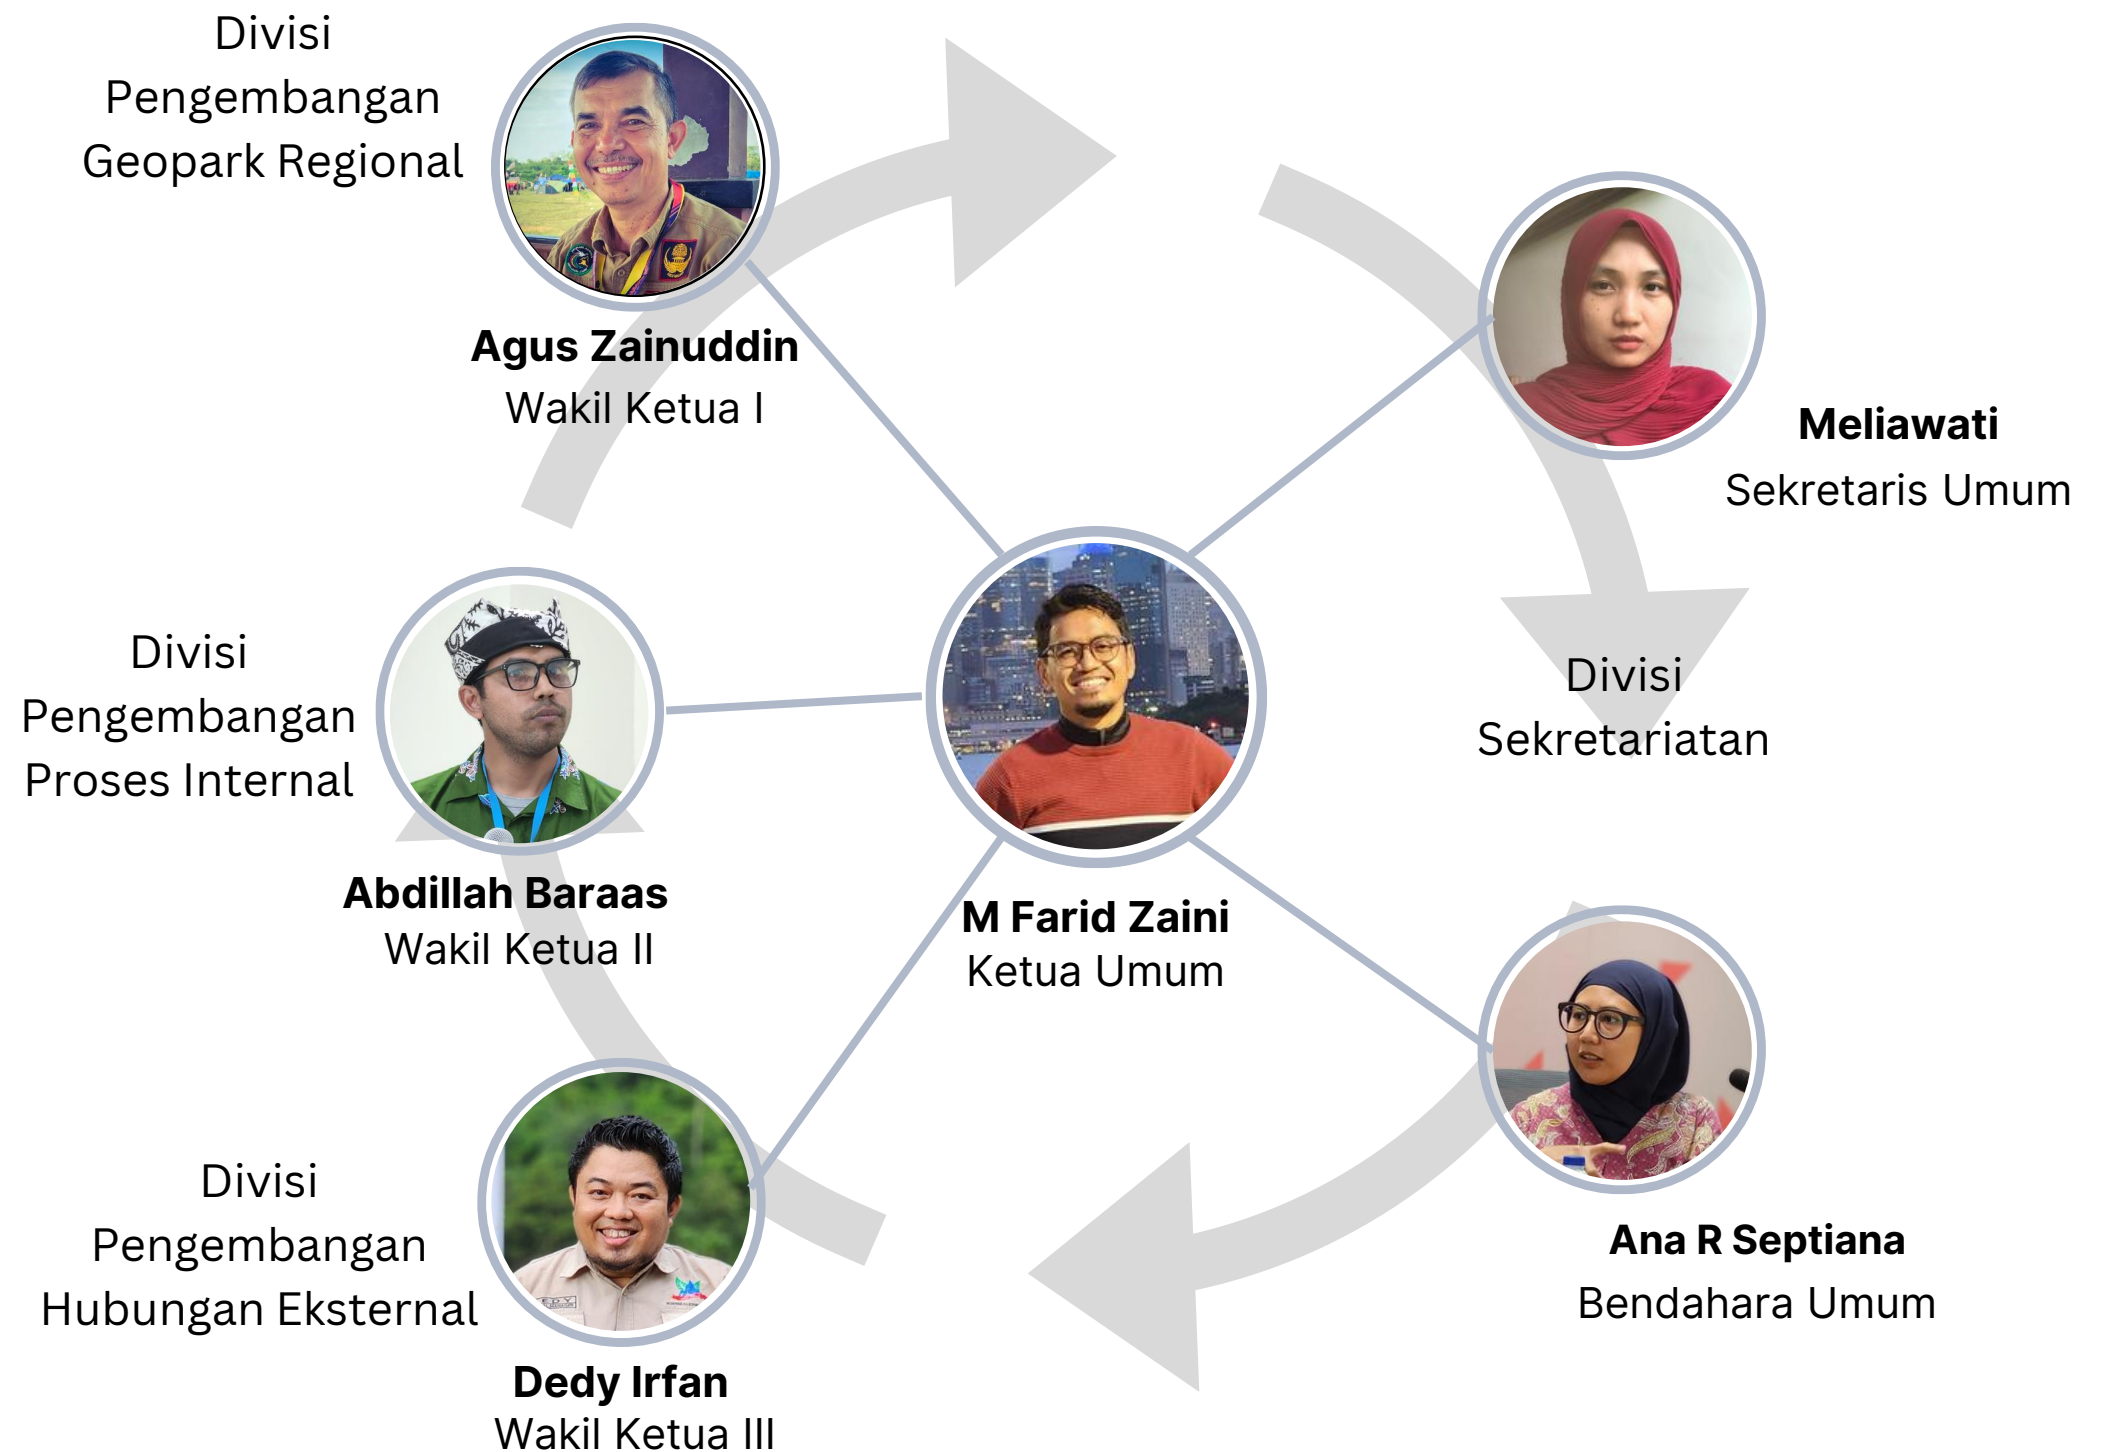 Divisi
Pengembangan
Geopark Regional
Agus Zainuddin
Wakil Ketua I
Meliawati
Sekretaris Umum
Divisi
Pengembangan
Proses Internal
Abdillah Baraas
Wakil Ketua II
M Farid Zaini
Ketua Umum
Divisi
Sekretariatan
Ana R Septiana
Bendahara Umum
Divisi
Pengembangan
Hubungan Eksternal
Dedy Irfan
Wakil Ketua III